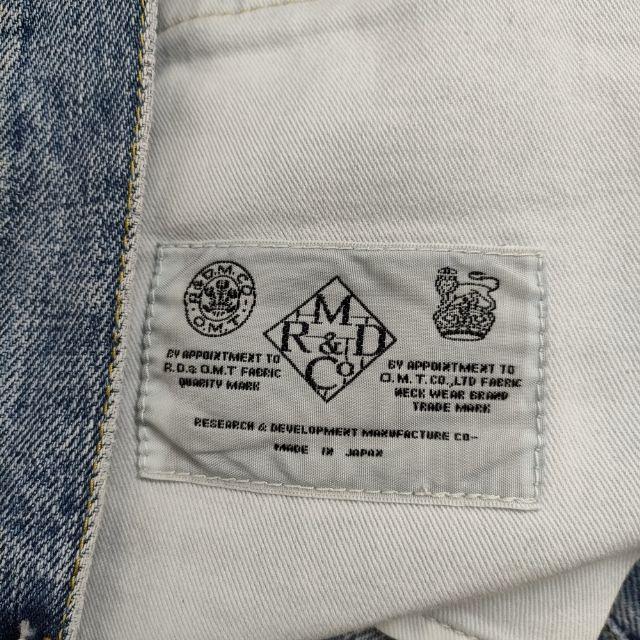 R&D.M.CO
O.M.T.
M
R & D
Co
BY APPOINTMENT TO
R.D.& O.M.T FABRIC
QUARITY MARK
BY APPOINTMENT TO
O.M.T.CO.,LTD FABRIC
NECK WEAR BRAND
TRADE MARK
RESEARCH & DEVELOPMENT MANUFACTURE CO-
MADE IN JAPAN